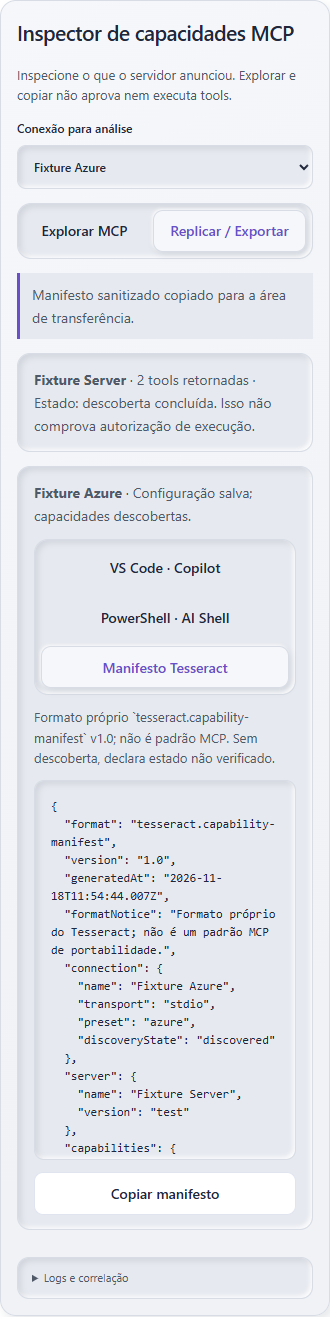 Inspector de capacidades MCP
Inspecione o que o servidor anunciou. Explorar e
copiar não aprova nem executa tools.
Conexão para análise
Fixture Azure
Explorar MCP
Replicar / Exportar
Manifesto sanitizado copiado para a área
de transferência.
Fixture Server · 2 tools retornadas ·
Estado: descoberta concluída. Isso não
comprova autorização de execução.
Fixture Azure · Configuração salva;
capacidades descobertas.
VS Code · Copilot
PowerShell · AI Shell
Manifesto Tesseract
Formato próprio `tesseract.capability-
manifest` v1.0; não é padrão MCP. Sem
descoberta, declara estado não verificado.
{
  "format": "tesseract.capability-
manifest",
  "version": "1.0",
  "generatedAt": "2026-11-
18T11:54:44.007Z",
  "formatNotice": "Formato próprio
do Tesseract; não é um padrão MCP
de portabilidade.",
  "connection": {
    "name": "Fixture Azure",
    "transport": "stdio",
    "preset": "azure",
    "discoveryState": "discovered"
  },
  "server": {
    "name": "Fixture Server",
    "version": "test"
  },
  "capabilities": {
Copiar manifesto
▶ Logs e correlação